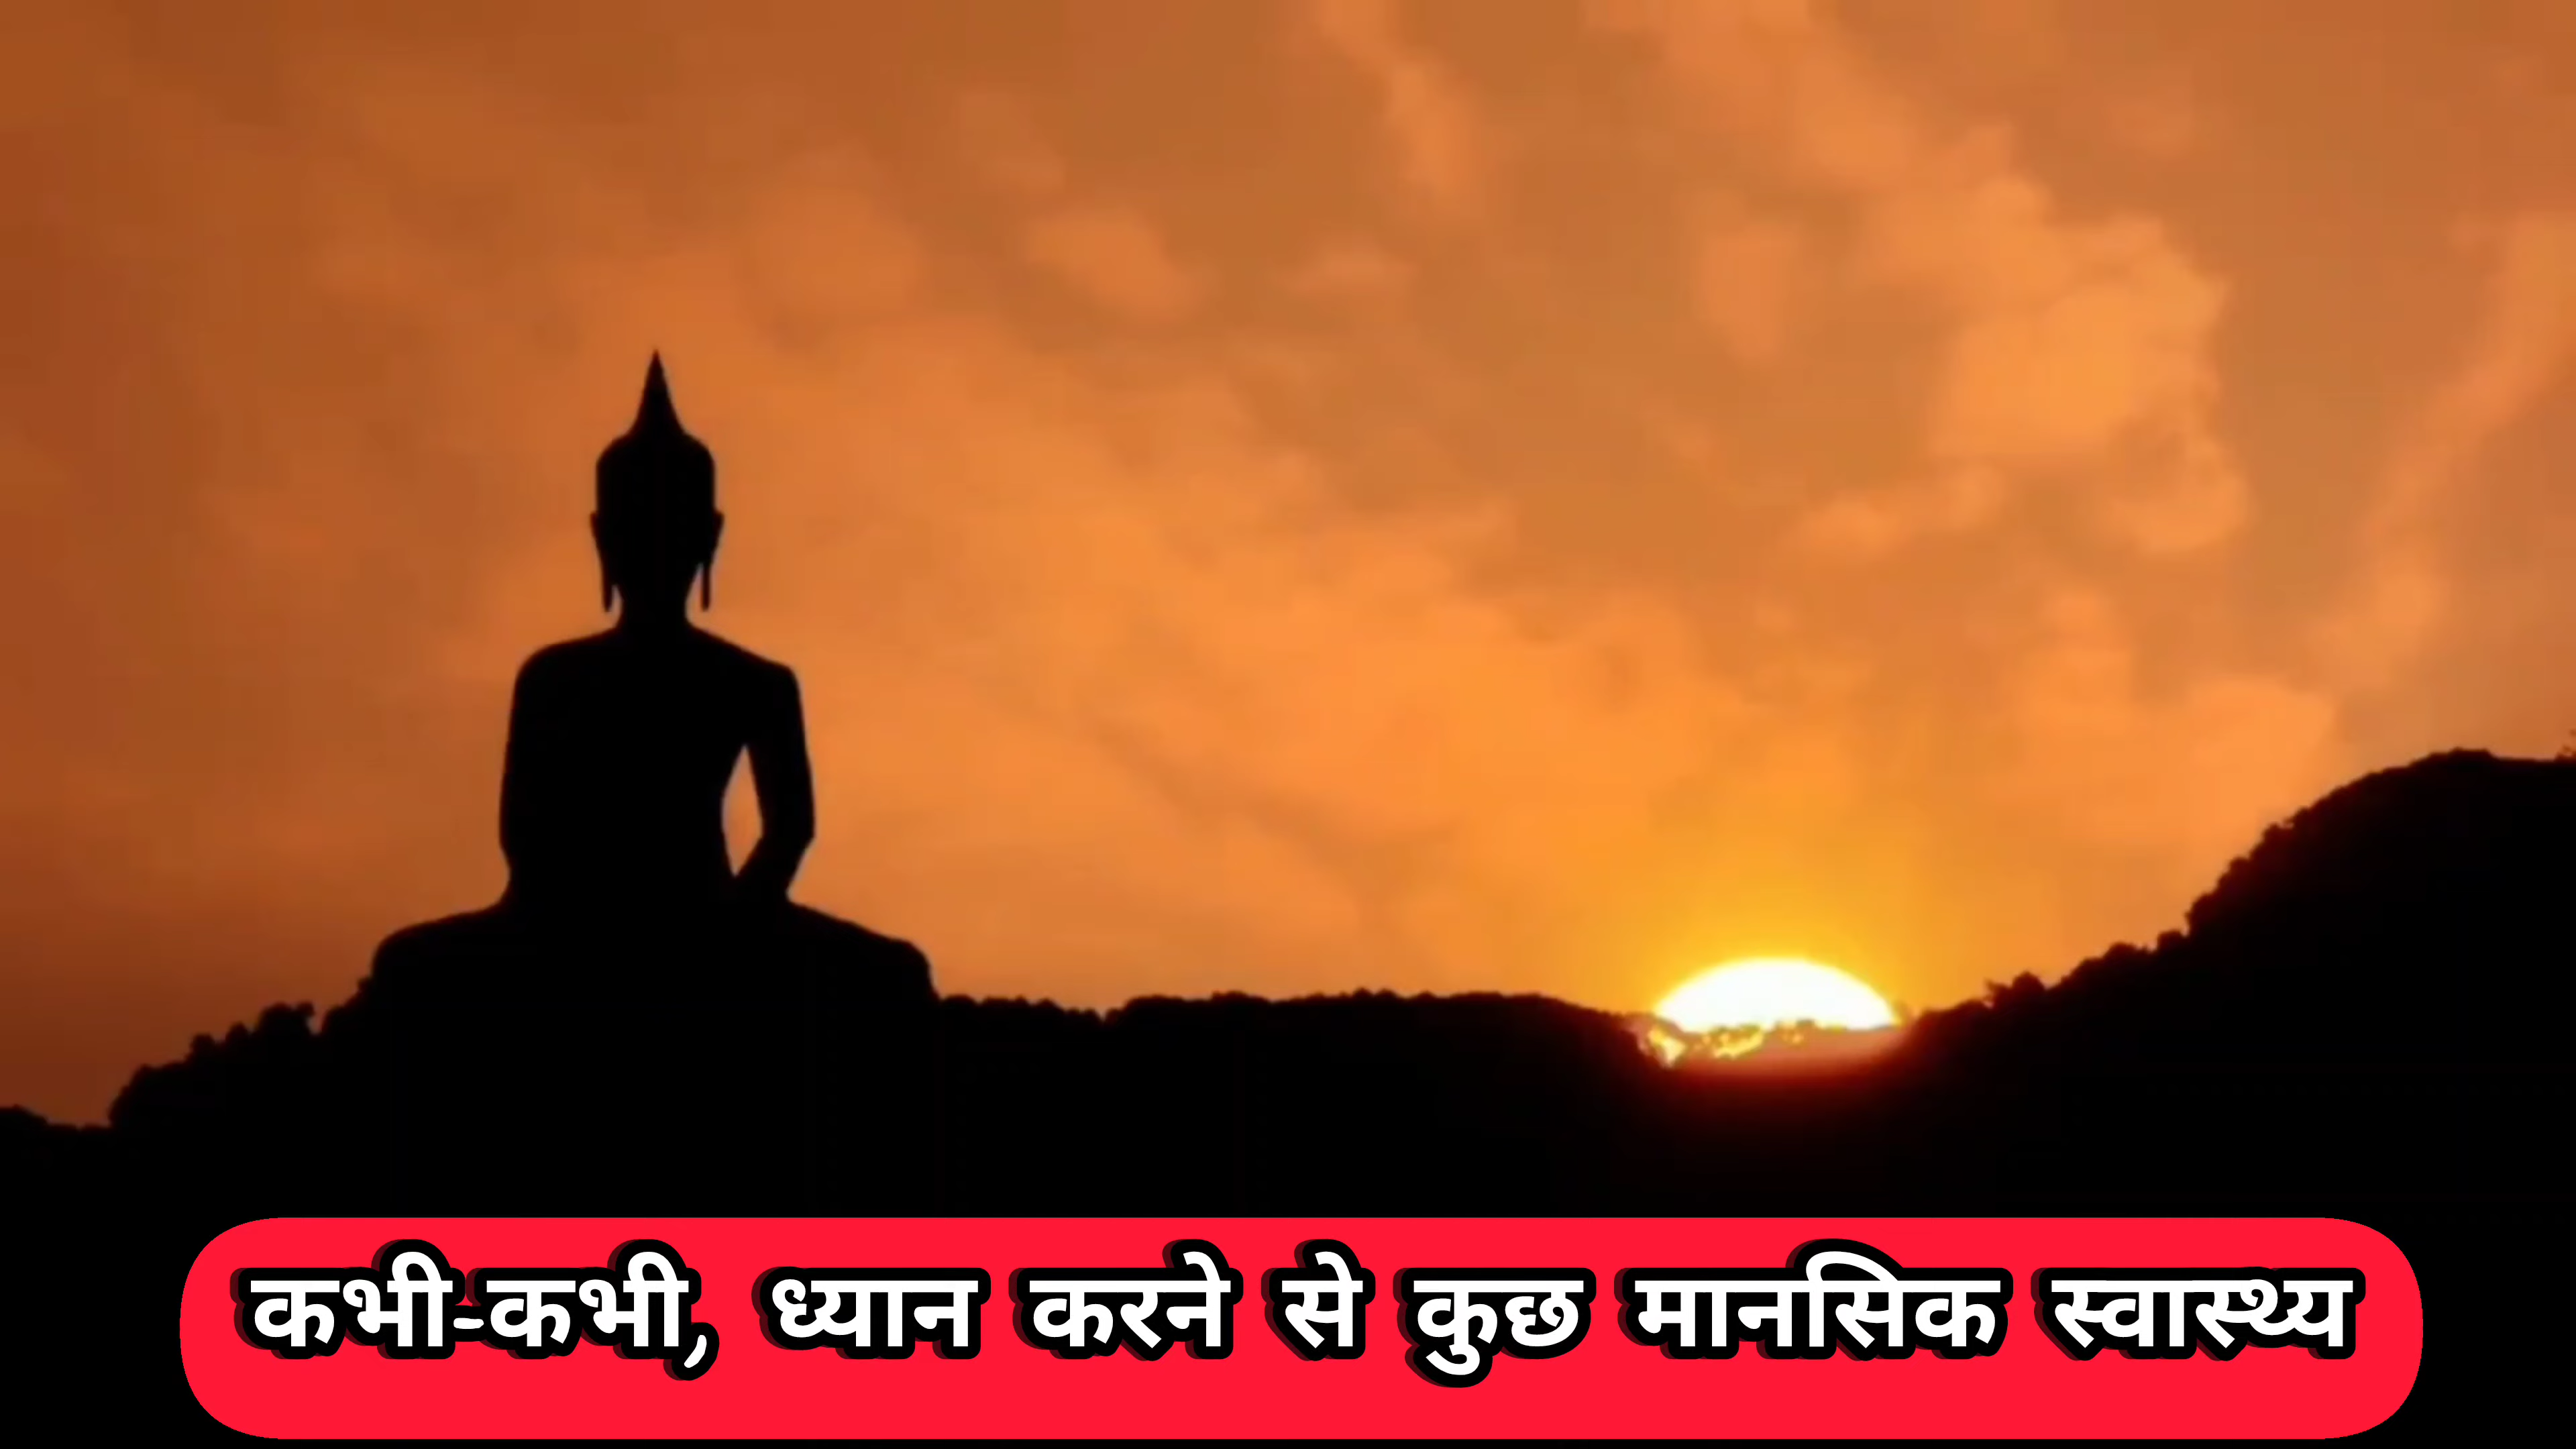 कभी-कभी, ध्यान करने से कुछ मानसिक स्वास्थ्य